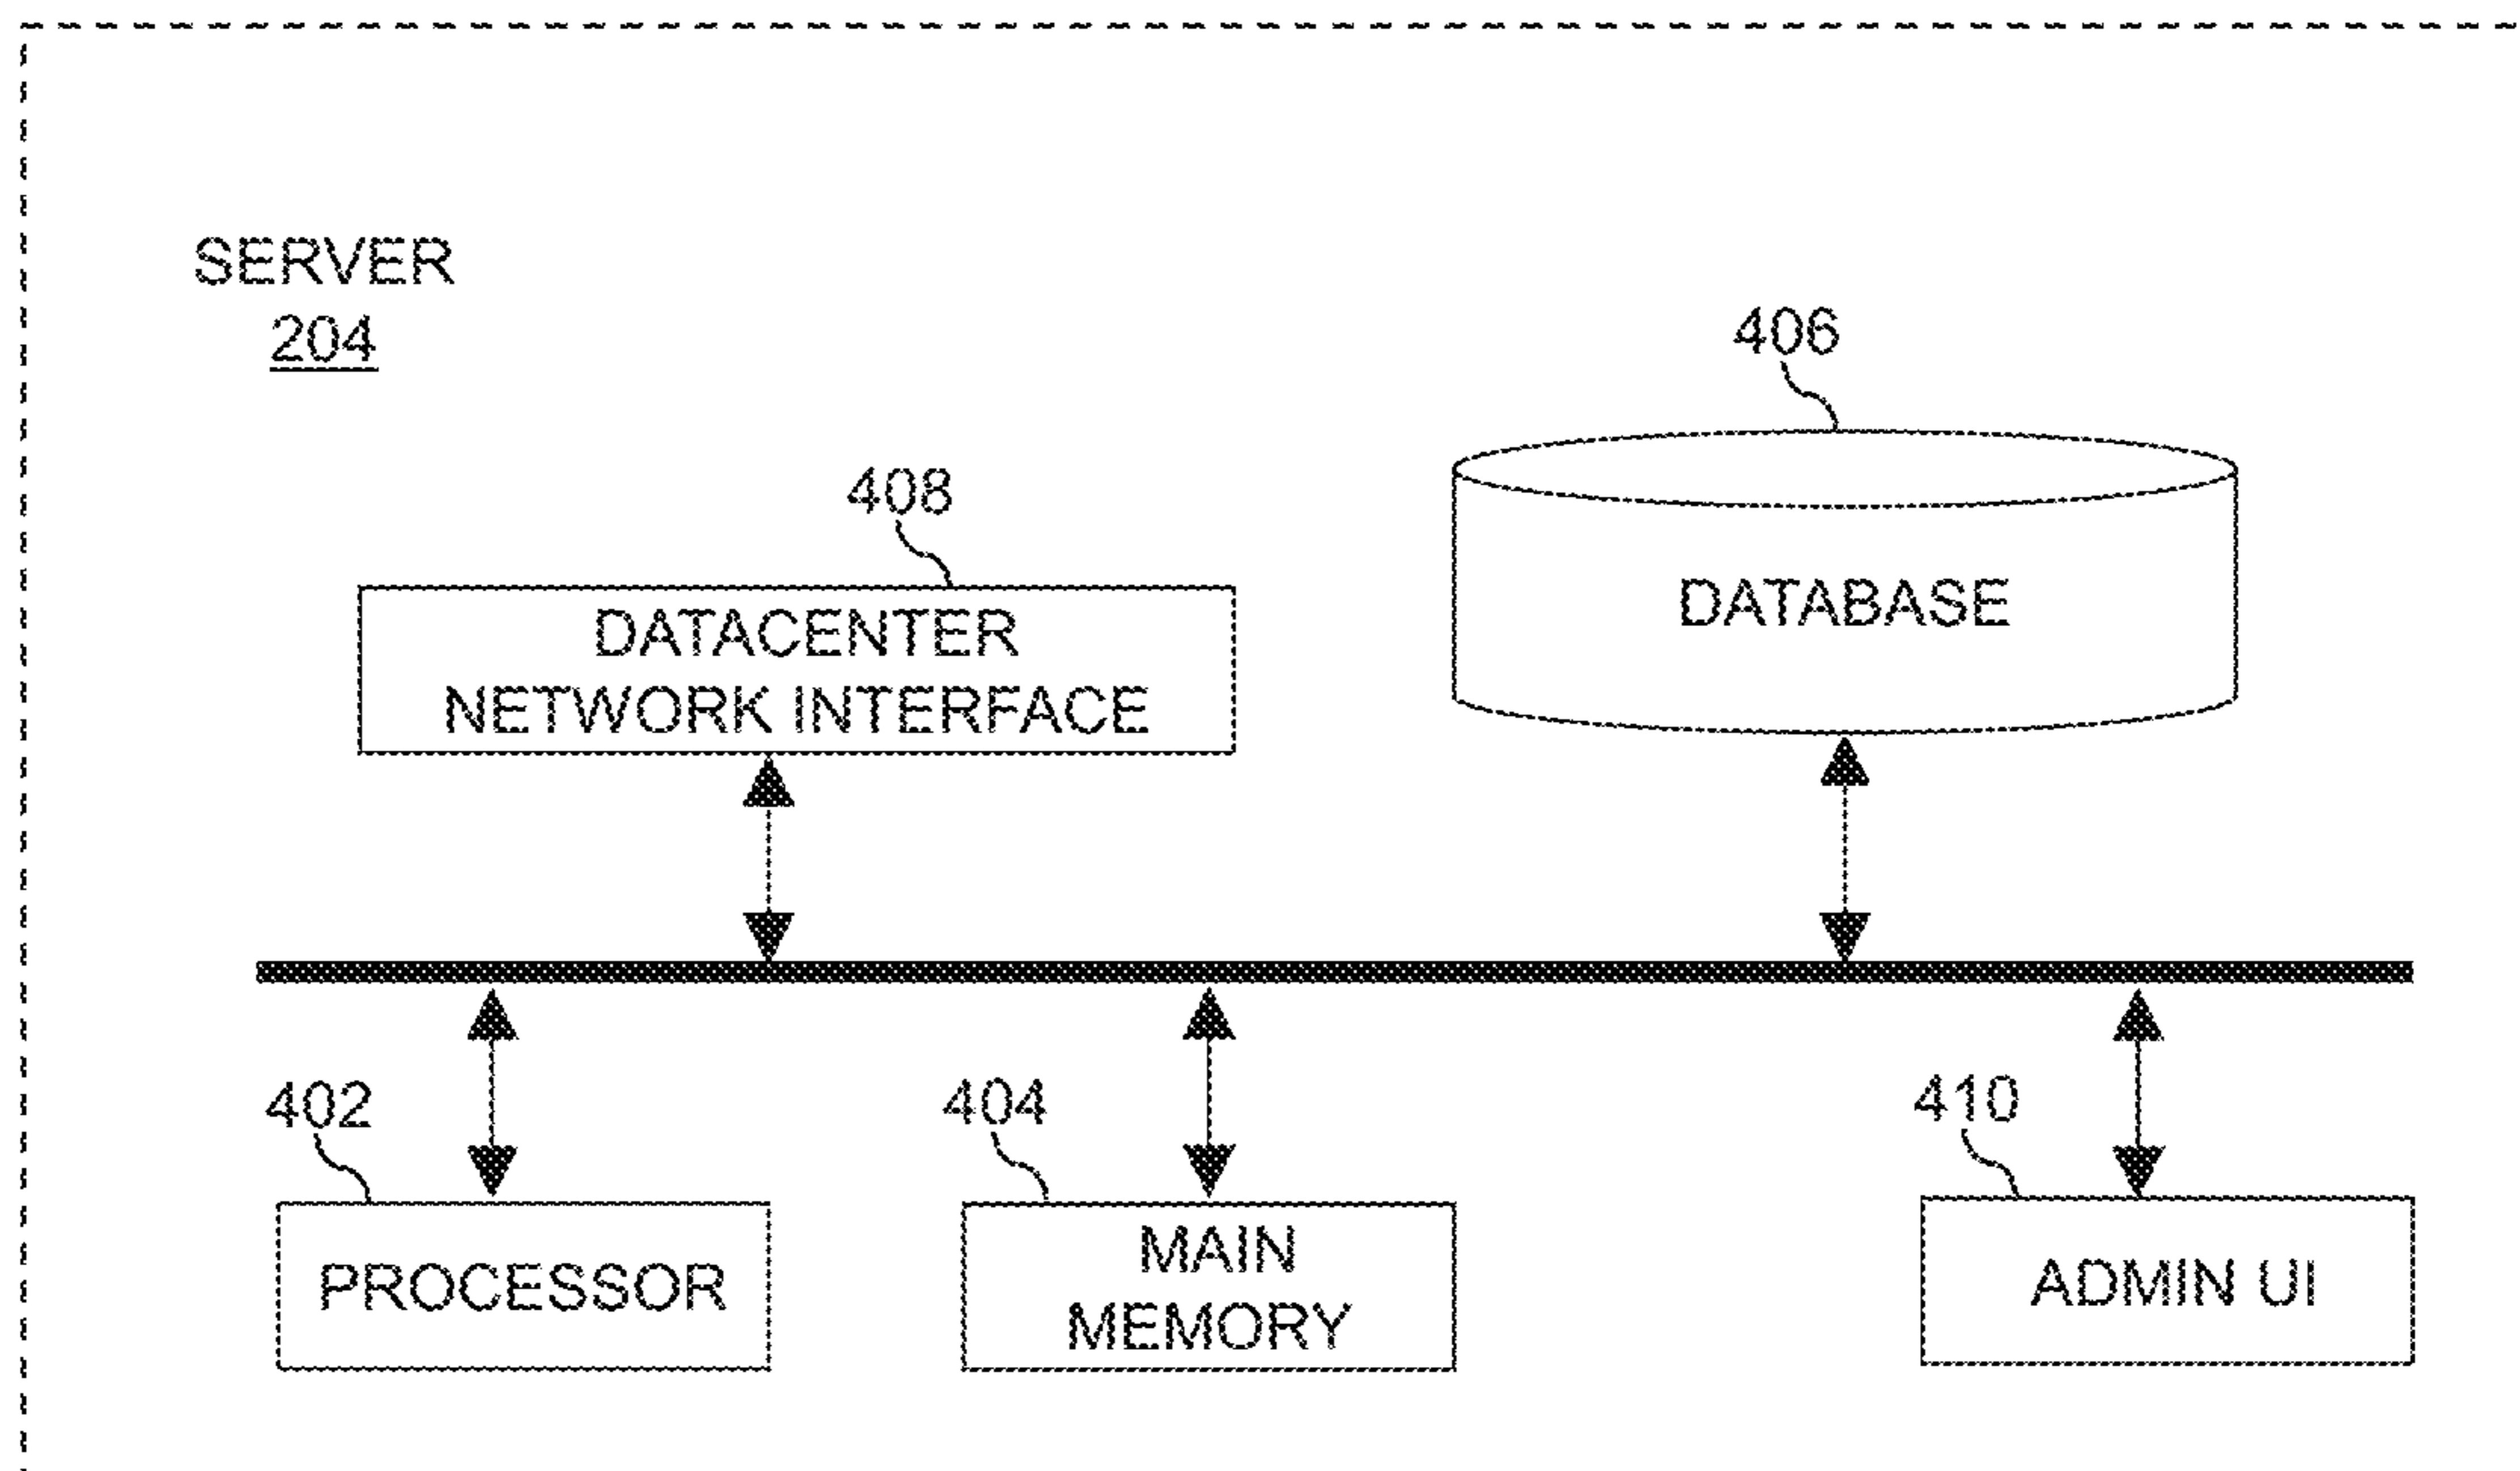 SERVER
204
406
408
DATABASE
DATACENTER
NETWORK INTERFACE
402
404
410
PROCESSOR
MAIN
MEMORY
ADMIN UI